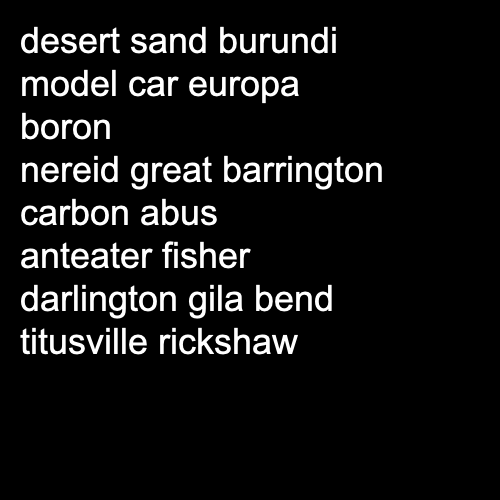 desert sand burundi
model car europa
boron
nereid great barrington
carbon abus
anteater fisher
darlington gila bend
titusville rickshaw